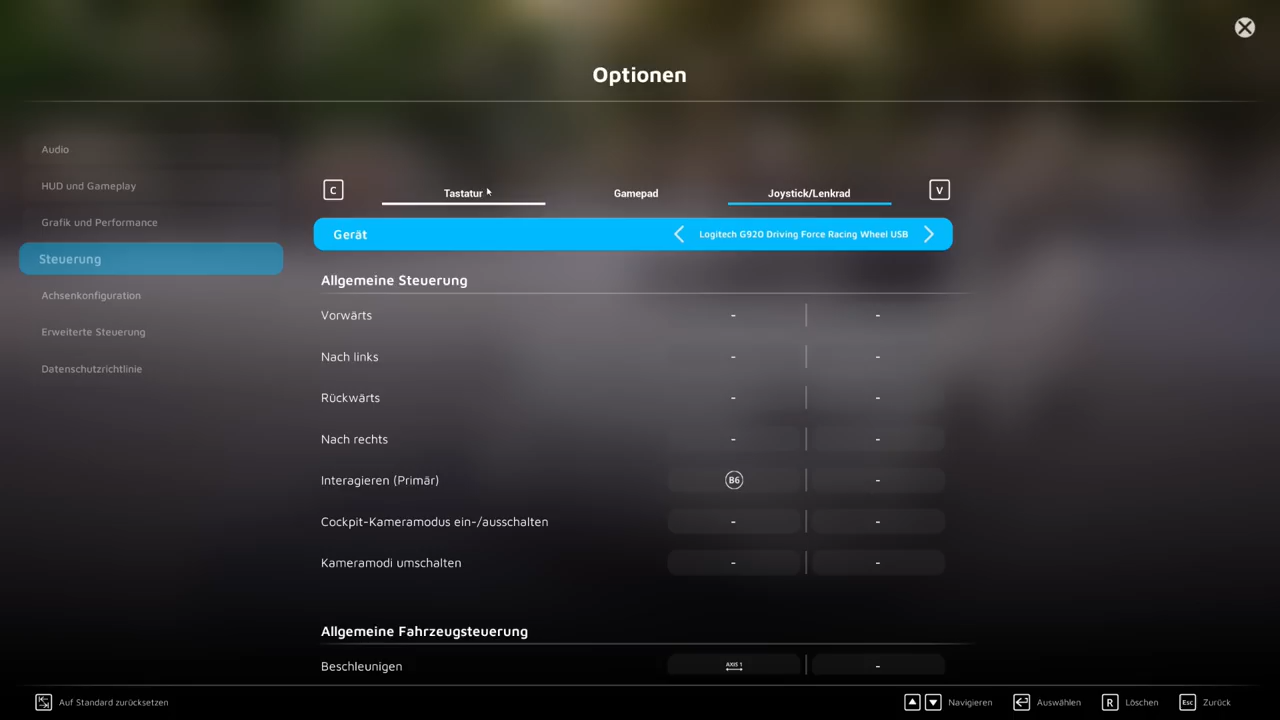 Optionen
Audio
HUD und Gameplay
Grafik und Performance
Steuerung
Achsenkonfiguration
Erweiterte Steuerung
Datenschutzrichtlinie
C Tastatur Gamepad Joystick/Lenkrad V
Gerät Logitech G920 Driving Force Racing Wheel USB
Allgemeine Steuerung
Vorwärts - -
Nach links - -
Rückwärts - -
Nach rechts - -
Interagieren (Primär) B6 -
Cockpit-Kameramodus ein-/ausschalten - -
Kameramodi umschalten - -
Allgemeine Fahrzeugsteuerung
Beschleunigen AXIS 1 -
Auf Standard zurücksetzen Navigieren Auswählen R Löschen Esc Zurück